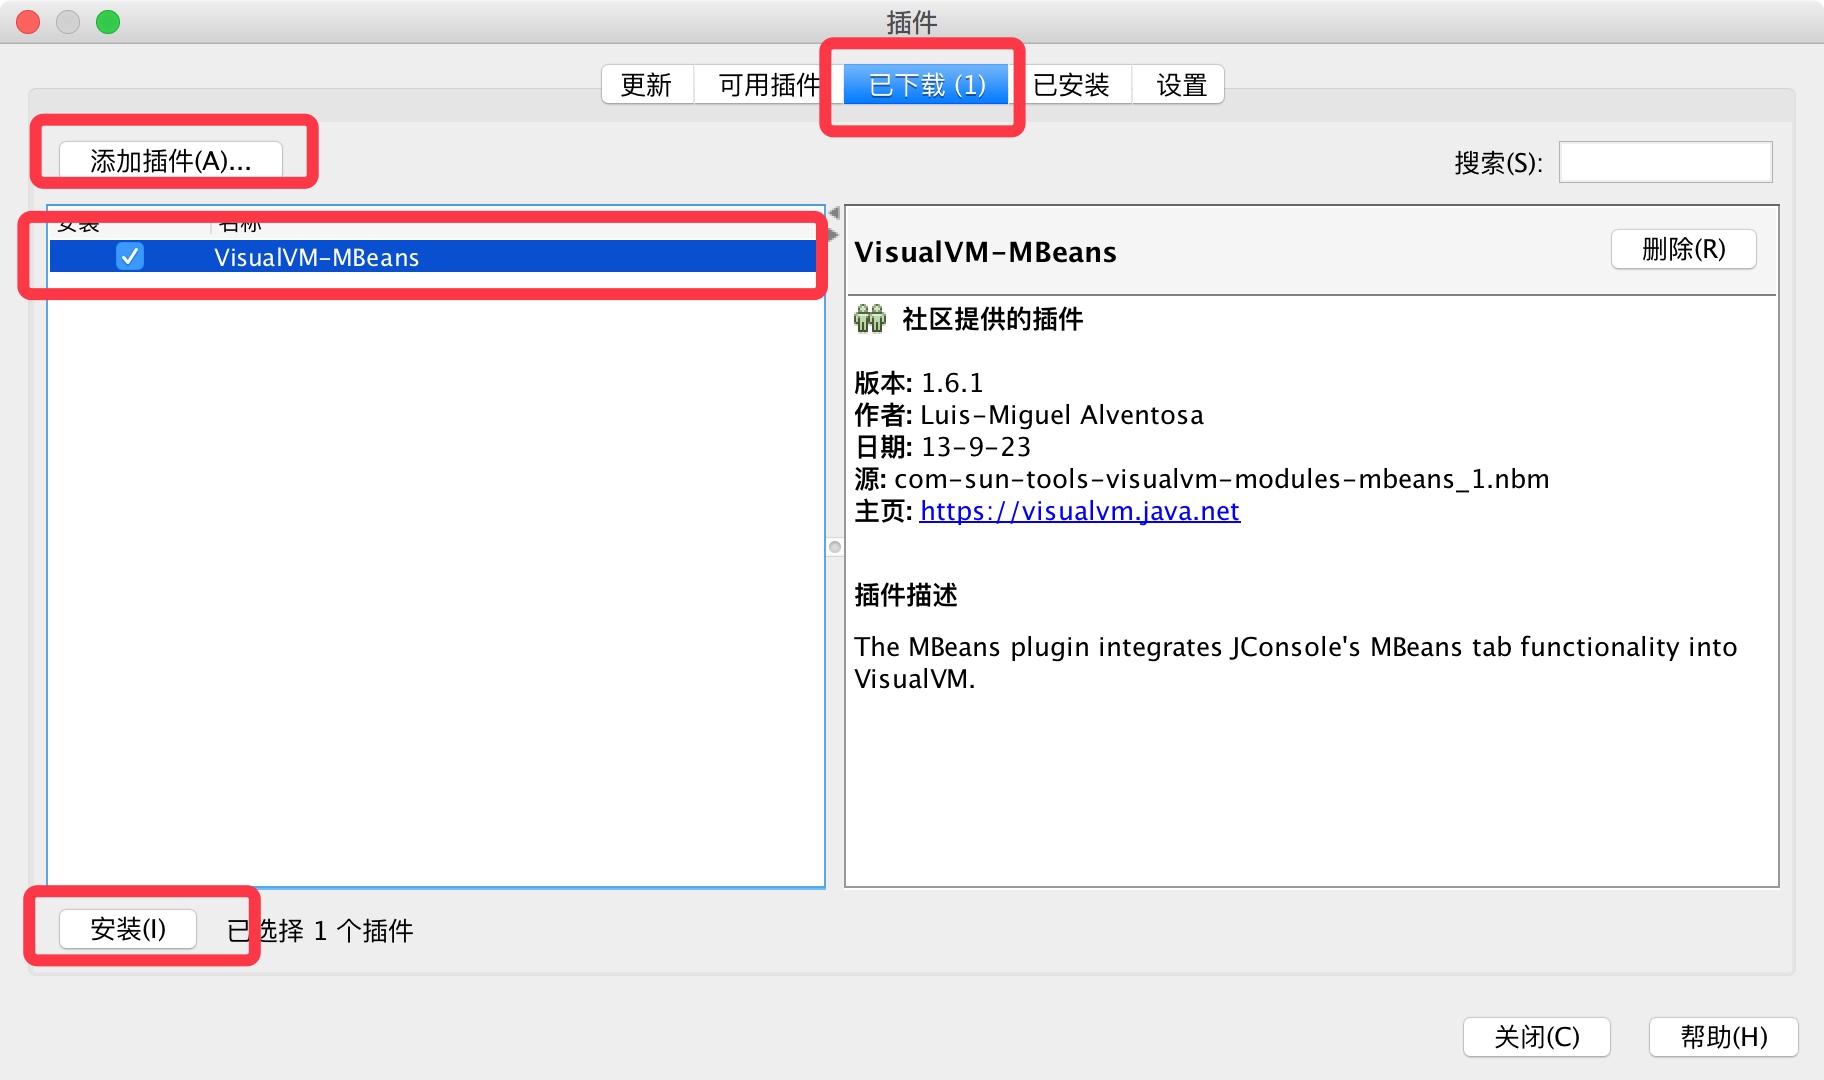 插件
更新 可用插件 已下载 (1) 已安装 设置
添加插件(A)...
搜索(S):
安装 名称
VisualVM-MBeans
VisualVM-MBeans
删除(R)
社区提供的插件
版本: 1.6.1
作者: Luis-Miguel Alventosa
日期: 13-9-23
源: com-sun-tools-visualvm-modules-mbeans_1.nbm
主页: https://visualvm.java.net
插件描述
The MBeans plugin integrates JConsole's MBeans tab functionality into
VisualVM.
安装(I) 已选择 1 个插件
关闭(C) 帮助(H)